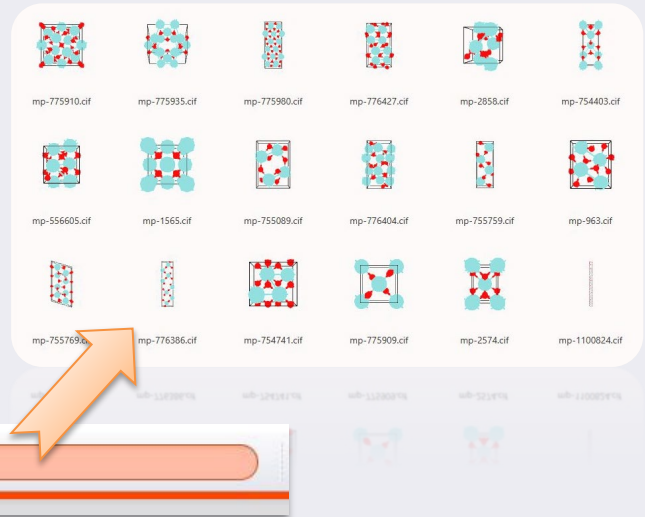 mp-775910.cif mp-775935.cif mp-775980.cif mp-776427.cif mp-2858.cif mp-754403.cif
mp-556605.cif mp-1565.cif mp-755089.cif mp-776404.cif mp-755759.cif mp-963.cif
mp-755769.c mp-776386.cif mp-754741.cif mp-775909.cif mp-2574.cif mp-1100824.cif